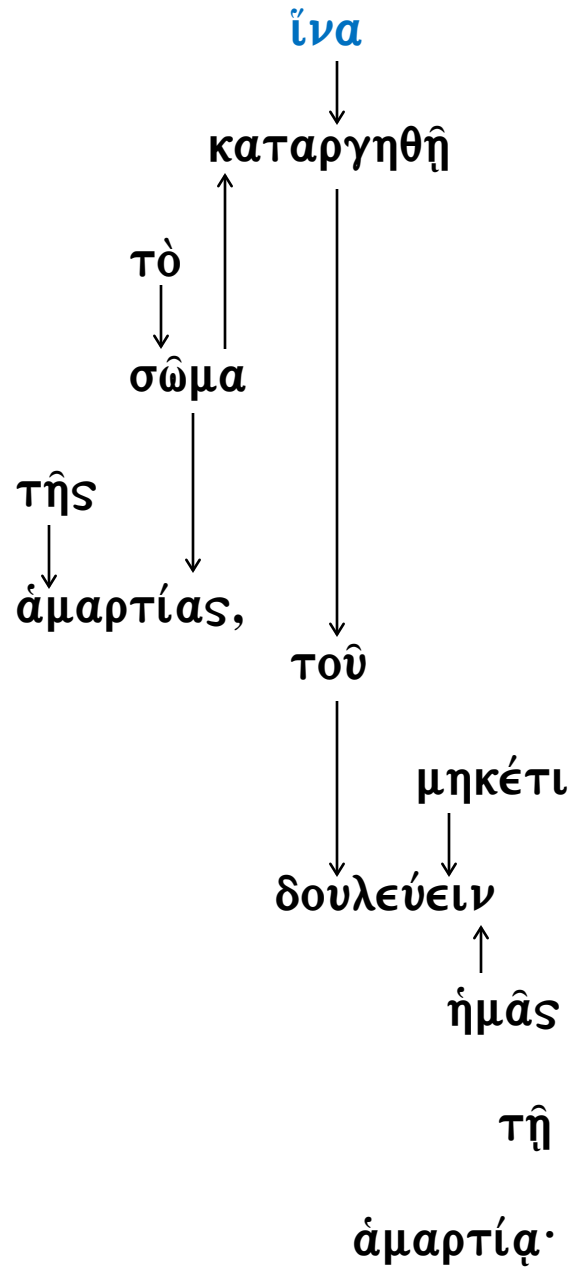 ἵνα
καταργηθῇ
τὸ
σῶμα
τῆς
ἁμαρτίας,
τοῦ
μηκέτι
δουλεύειν
ἡμᾶς
τῇ
ἁμαρτίᾳ·